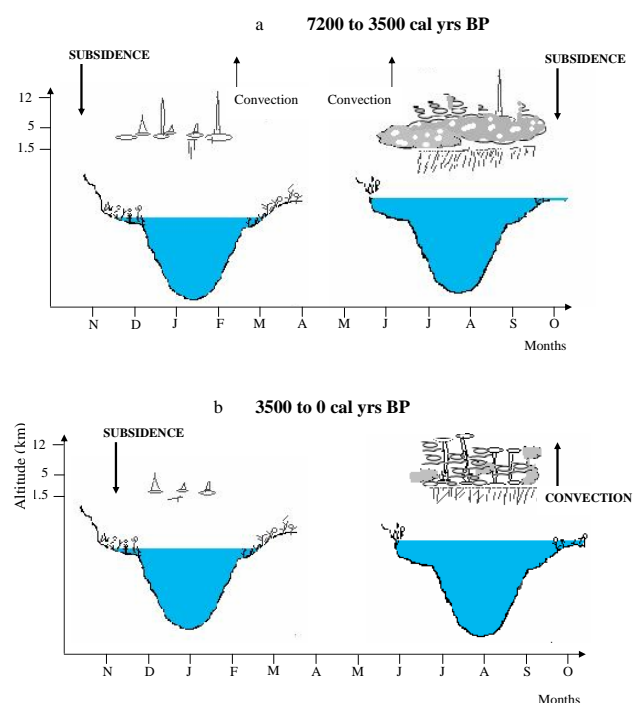 a 7200 to 3500 cal yrs BP
SUBSIDENCE
SUBSIDENCE
Convection
Convection
12
5
1.5
N D J F M A M J J A S O
Months
b 3500 to 0 cal yrs BP
SUBSIDENCE
Altitude (km)
12
5
1.5
CONVECTION
N D J F M A M J J A S O
Months